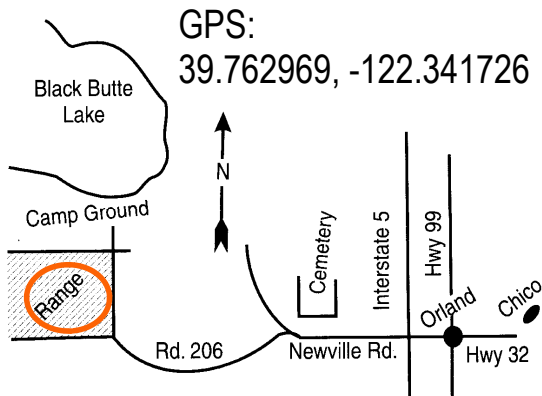 GPS:
39.762969, -122.341726
Black Butte
Lake
N
Camp Ground
Range
Cemetery
Interstate 5
Hwy 99
Orland
Chico
Rd. 206
Newville Rd.
Hwy 32